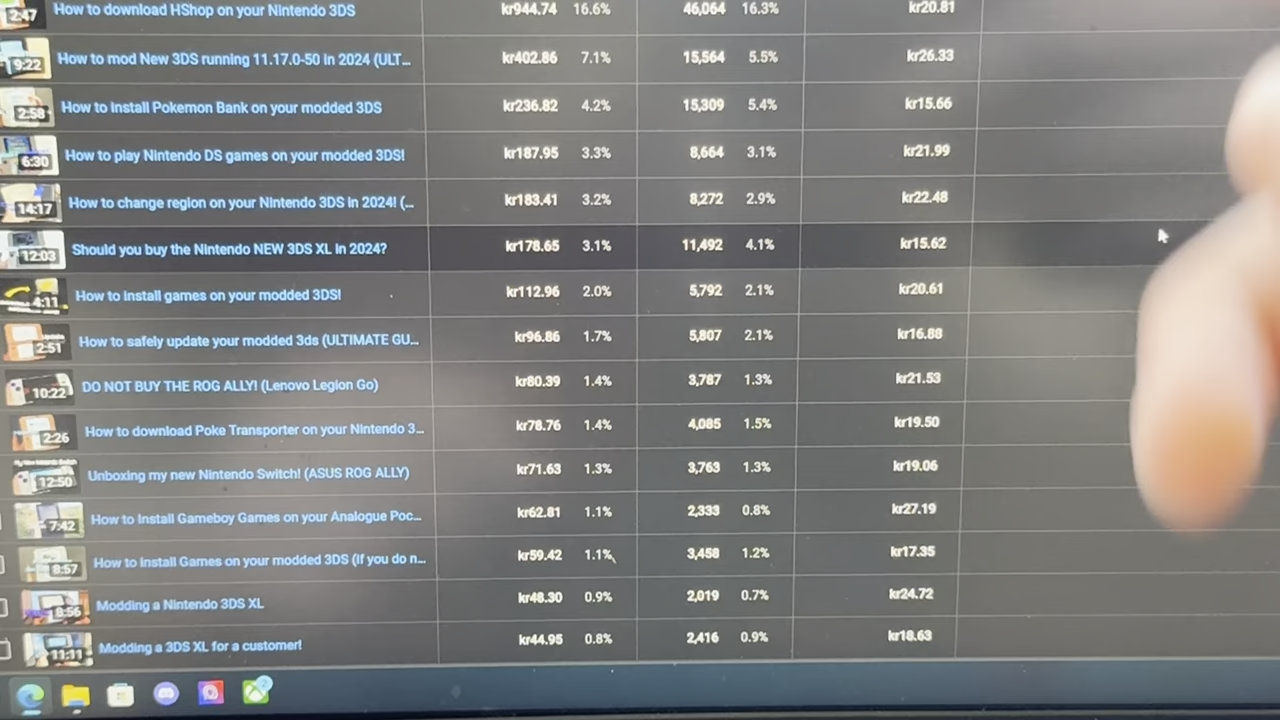 2:47 How to download HShop on your Nintendo 3DS kr944.74 16.6% 46,064 16.3% kr20.81
9:22 How to mod New 3DS running 11.17.0-50 in 2024 (ULT... kr402.86 7.1% 15,564 5.5% kr26.33
2:58 How to install Pokemon Bank on your modded 3DS kr236.82 4.2% 15,309 5.4% kr15.66
6:30 How to play Nintendo DS games on your modded 3DS! kr187.95 3.3% 8,664 3.1% kr21.99
14:17 How to change region on your Nintendo 3DS in 2024! (... kr183.41 3.2% 8,272 2.9% kr22.48
12:03 Should you buy the Nintendo NEW 3DS XL in 2024? kr178.65 3.1% 11,492 4.1% kr15.62
4:11 How to install games on your modded 3DS! kr112.96 2.0% 5,792 2.1% kr20.61
2:51 How to safely update your modded 3ds (ULTIMATE GU... kr96.86 1.7% 5,807 2.1% kr16.88
10:22 DO NOT BUY THE ROG ALLY! (Lenovo Legion Go) kr80.39 1.4% 3,787 1.3% kr21.53
2:26 How to download Poke Transporter on your Nintendo 3... kr78.76 1.4% 4,085 1.5% kr19.50
12:50 Unboxing my new Nintendo Switch! (ASUS ROG ALLY) kr71.63 1.3% 3,763 1.3% kr19.06
7:42 How to Install Gameboy Games on your Analogue Poc... kr62.81 1.1% 2,333 0.8% kr27.19
8:57 How to Install Games on your modded 3DS (if you do n... kr59.42 1.1% 3,458 1.2% kr17.35
8:56 Modding a Nintendo 3DS XL kr48.30 0.9% 2,019 0.7% kr24.72
11:11 Modding a 3DS XL for a customer! kr44.95 0.8% 2,416 0.9% kr18.63